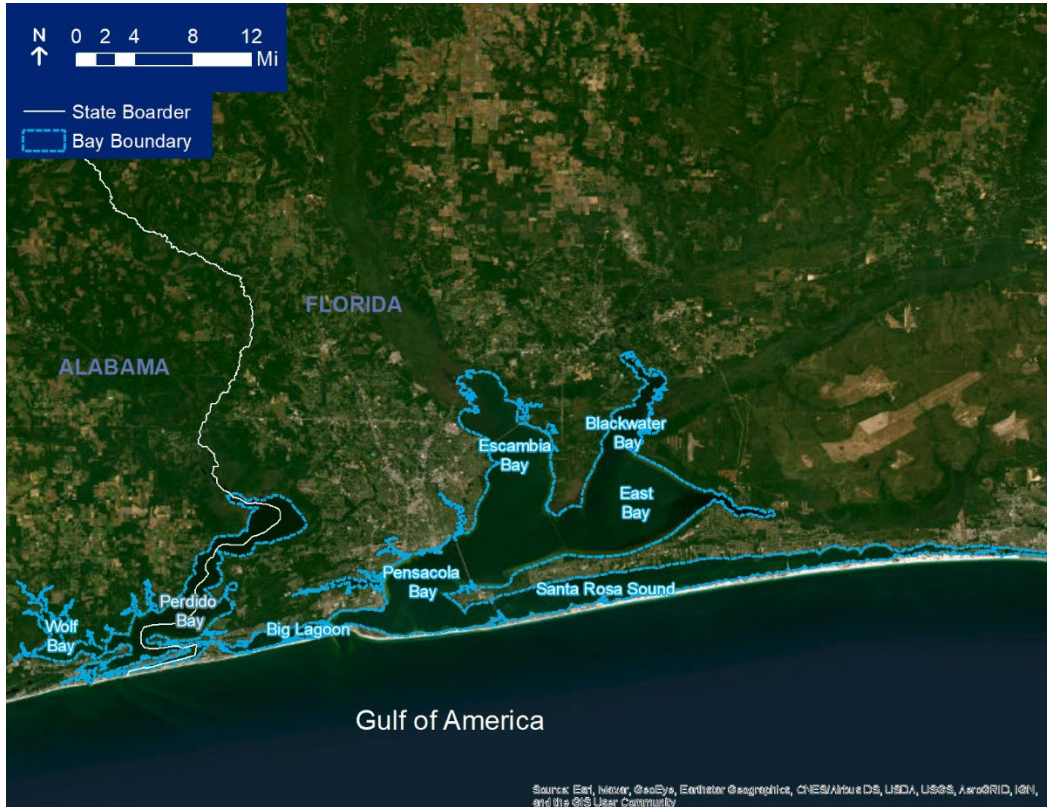 N
0 2 4 8 12
Mi
State Boarder
Bay Boundary
FLORIDA
ALABAMA
Blackwater
Bay
Escambia
Bay
East
Bay
Pensacola
Bay
Santa Rosa Sound
Perdido
Bay
Big Lagoon
Wolf
Bay
Gulf of America
Source: Esri, Maxar, GeoEye, Earthstar Geographics, CNES/Airbus DS, USDA, USGS, AeroGRID, IGN,
and the GIS User Community